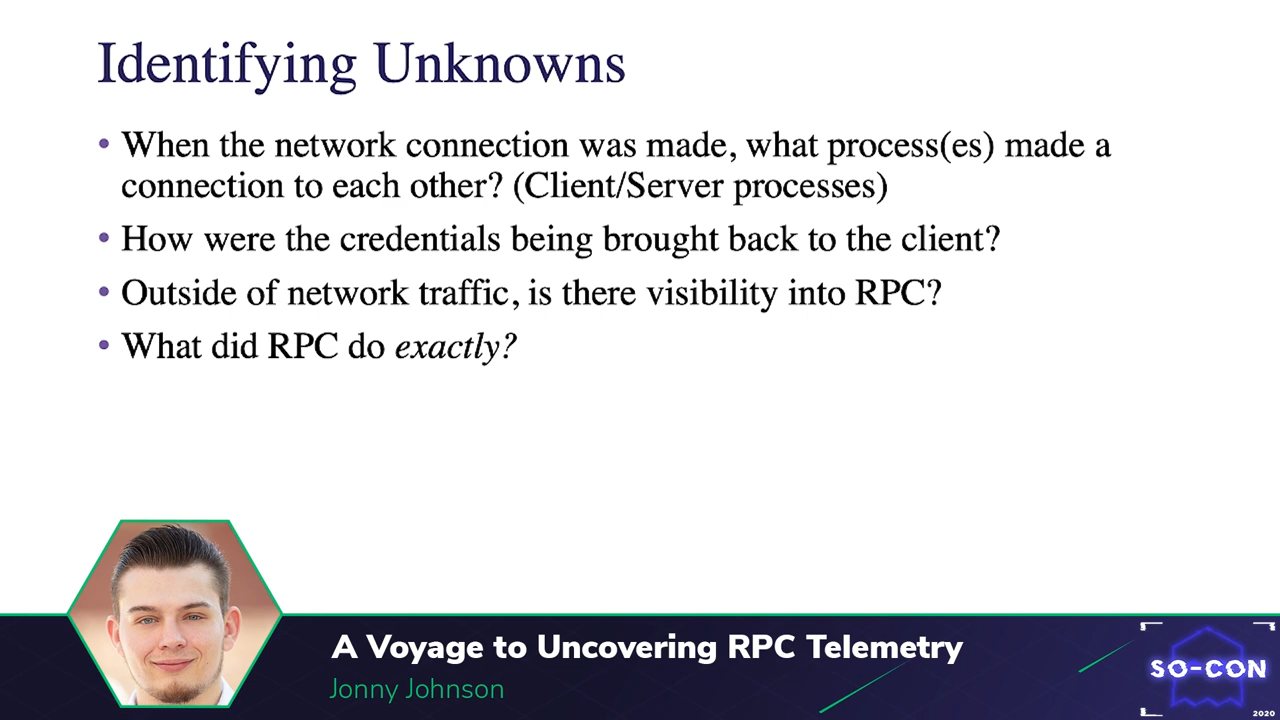 Identifying Unknowns
• When the network connection was made, what process(es) made a
connection to each other? (Client/Server processes)
• How were the credentials being brought back to the client?
• Outside of network traffic, is there visibility into RPC?
• What did RPC do exactly?
A Voyage to Uncovering RPC Telemetry
Jonny Johnson
SO-CON
2020